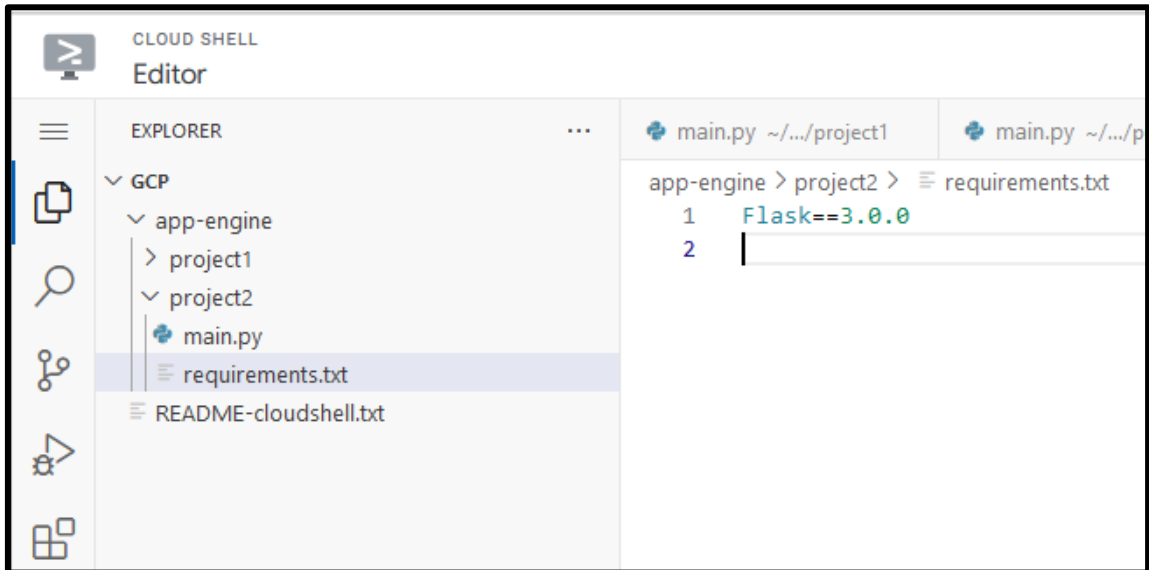 CLOUD SHELL
Editor
EXPLORER
GCP
app-engine
project1
project2
main.py
requirements.txt
README-cloudshell.txt
main.py ~/.../project1
main.py ~/.../p
app-engine > project2 > requirements.txt
1 Flask==3.0.0
2